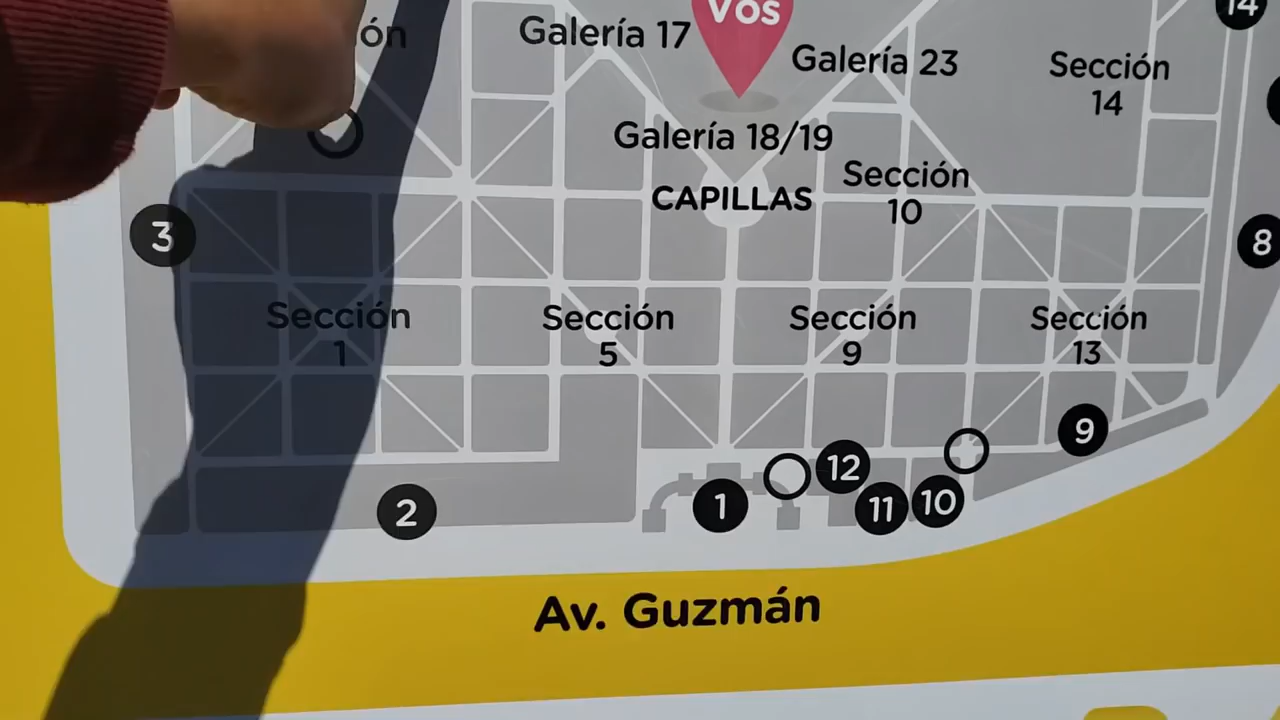 VOS
14
ón
Galería 17
Galería 23
Sección
14
Galería 18/19
Sección
10
CAPILLAS
3
8
Sección
1
Sección
5
Sección
9
Sección
13
9
12
2
1
11
10
Av. Guzmán